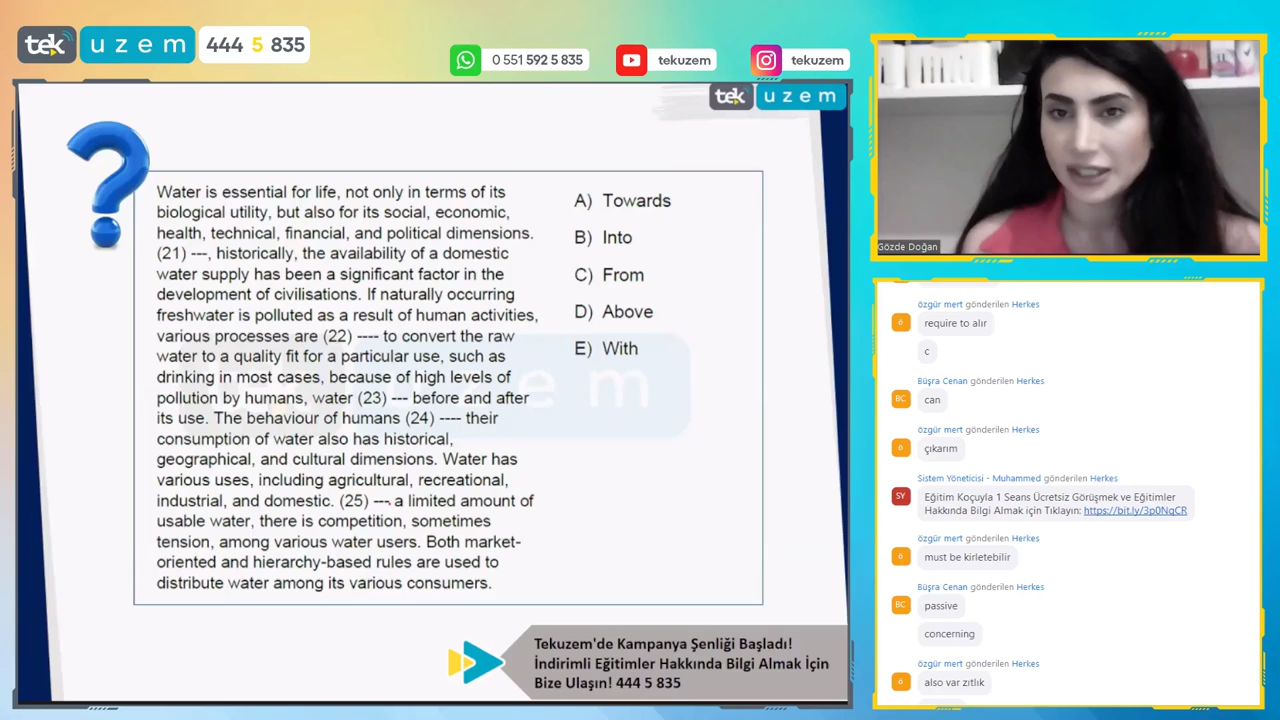 tek
uzem
444 5 835
0 551 592 5 835
tekuzem
tekuzem
tek uzem
Water is essential for life, not only in terms of its
biological utility, but also for its social, economic,
health, technical, financial, and political dimensions.
(21) ---, historically, the availability of a domestic
water supply has been a significant factor in the
development of civilisations. If naturally occurring
freshwater is polluted as a result of human activities,
various processes are (22) ---- to convert the raw
water to a quality fit for a particular use, such as
drinking in most cases, because of high levels of
pollution by humans, water (23) --- before and after
its use. The behaviour of humans (24) ---- their
consumption of water also has historical,
geographical, and cultural dimensions. Water has
various uses, including agricultural, recreational,
industrial, and domestic. (25) ---. a limited amount of
usable water, there is competition, sometimes
tension, among various water users. Both market-
oriented and hierarchy-based rules are used to
distribute water among its various consumers.
A) Towards
B) Into
C) From
D) Above
E) With
Tekuzem'de Kampanya Şenliği Başladı!
İndirimli Eğitimler Hakkında Bilgi Almak İçin
Bize Ulaşın! 444 5 835
Gözde Doğan
özgür mert gönderilen Herkes
ö
require to alır
c
Büşra Cenan gönderilen Herkes
BC
can
özgür mert gönderilen Herkes
ö
çıkarım
Sistem Yöneticisi - Muhammed gönderilen Herkes
SY
Eğitim Koçuyla 1 Seans Ücretsiz Görüşmek ve Eğitimler
Hakkında Bilgi Almak için Tıklayın: https://bit.ly/3p0NqCR
özgür mert gönderilen Herkes
ö
must be kirletebilir
Büşra Cenan gönderilen Herkes
BC
passive
concerning
özgür mert gönderilen Herkes
ö
also var zıtlık